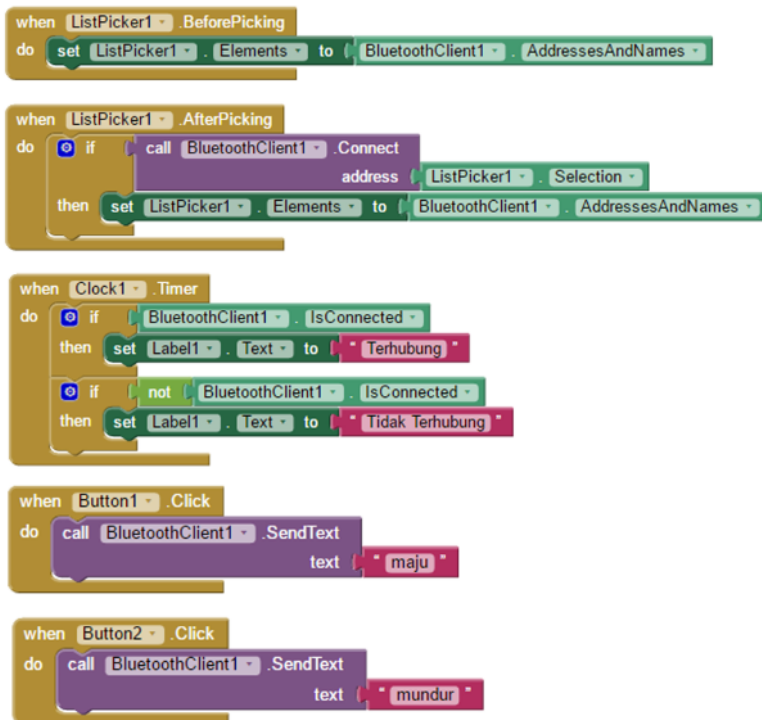 when ListPicker1 .BeforePicking
do set ListPicker1 . Elements to BluetoothClient1 . AddressesAndNames
when ListPicker1 .AfterPicking
do if call BluetoothClient1 .Connect
address ListPicker1 . Selection
then set ListPicker1 . Elements to BluetoothClient1 . AddressesAndNames
when Clock1 .Timer
do if BluetoothClient1 . IsConnected
then set Label1 . Text to " Terhubung "
if not BluetoothClient1 . IsConnected
then set Label1 . Text to " Tidak Terhubung "
when Button1 .Click
do call BluetoothClient1 .SendText
text " maju "
when Button2 .Click
do call BluetoothClient1 .SendText
text " mundur "